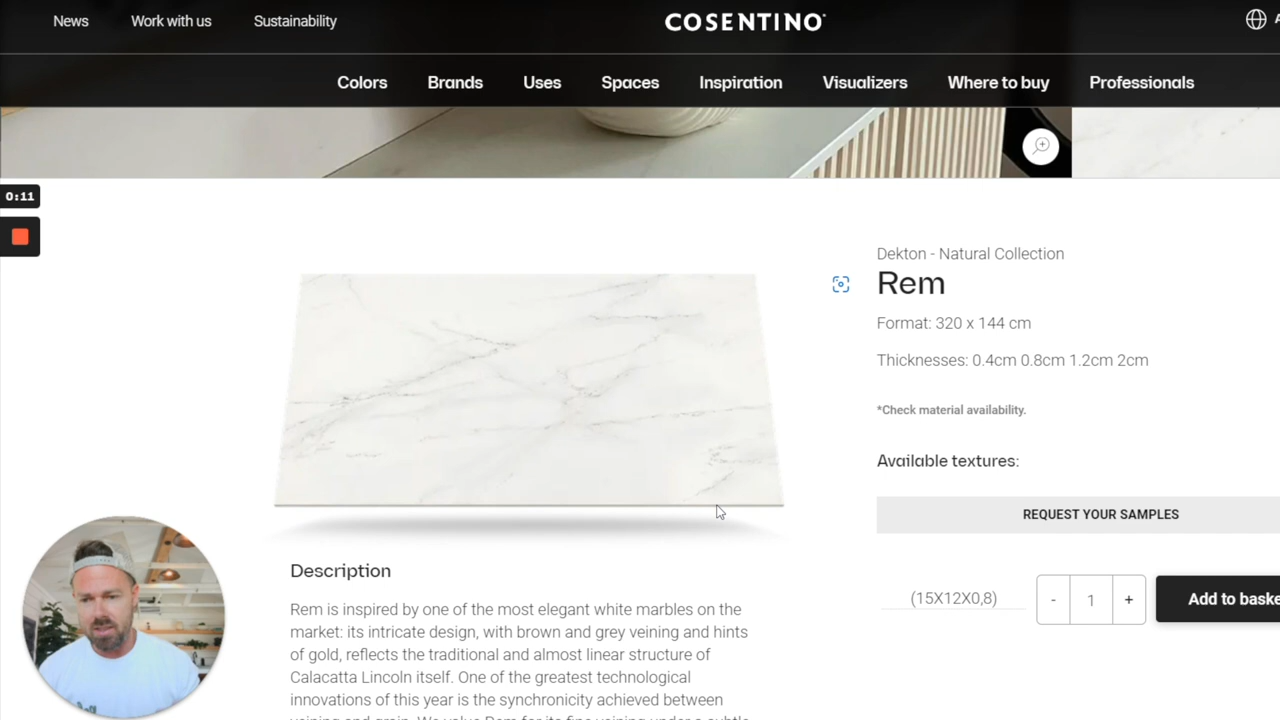 News Work with us Sustainability COSENTINO
Colors Brands Uses Spaces Inspiration Visualizers Where to buy Professionals
0:11
Dekton - Natural Collection
Rem
Format: 320 x 144 cm
Thicknesses: 0.4cm 0.8cm 1.2cm 2cm
*Check material availability.
Available textures:
REQUEST YOUR SAMPLES
(15X12X0,8) - 1 + Add to baske
Description
Rem is inspired by one of the most elegant white marbles on the
market: its intricate design, with brown and grey veining and hints
of gold, reflects the traditional and almost linear structure of
Calacatta Lincoln itself. One of the greatest technological
innovations of this year is the synchronicity achieved between